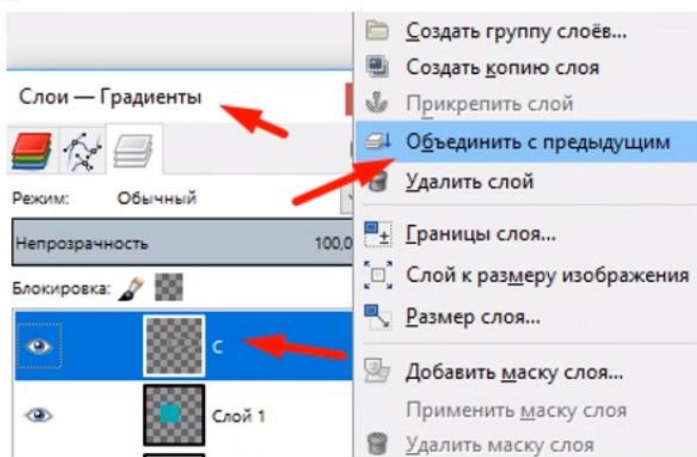 Слои — Градиенты
Режим: Обычный
Непрозрачность 100,0
Блокировка:
С
Слой 1
Создать группу слоёв...
Создать копию слоя
Прикрепить слой
Объединить с предыдущим
Удалить слой
Границы слоя...
Слой к размеру изображения
Размер слоя...
Добавить маску слоя...
Применить маску слоя
Удалить маску слоя